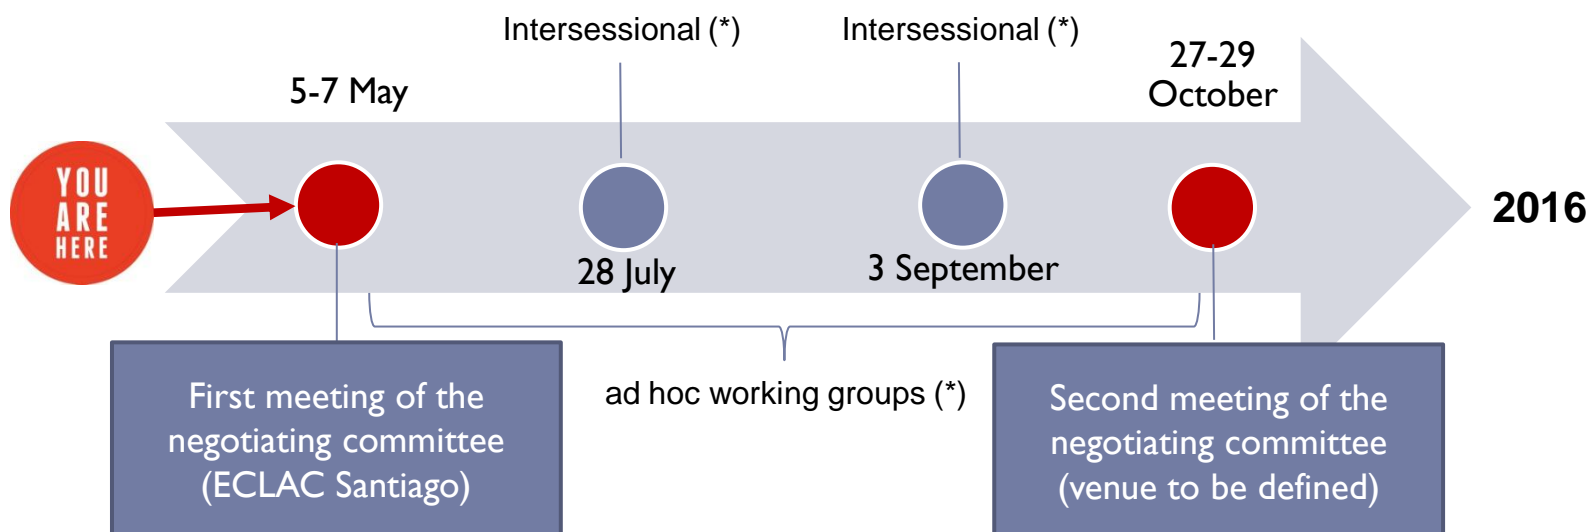 Intersessional (*)
Intersessional (*)
5-7 May
27-29
October
YOU
ARE
HERE
2016
28 July
3 September
ad hoc working groups (*)
First meeting of the
negotiating committee
(ECLAC Santiago)
Second meeting of the
negotiating committee
(venue to be defined)